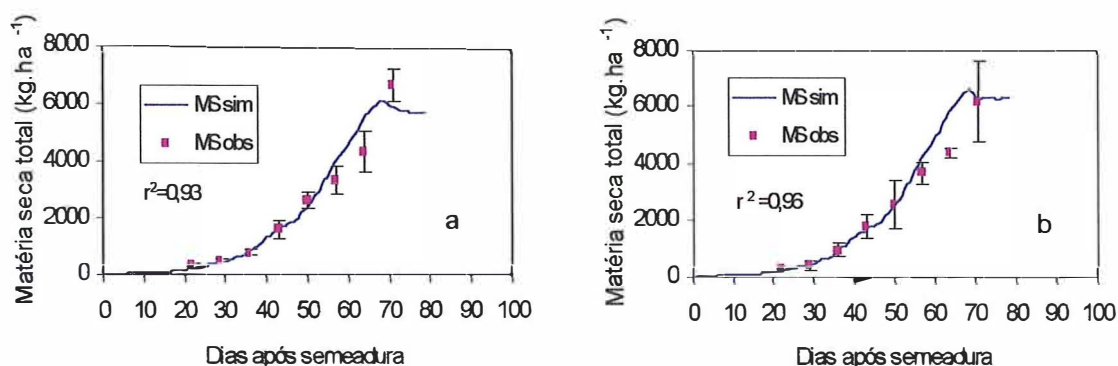 Matéria seca total (kg.ha -1)
8000
6000
4000
2000
0
MSsim
MSobs
r²=0,93
a
0 10 20 30 40 50 60 70 80 90 100
Dias após semeadura
Matéria seca total (kg.ha -1)
8000
6000
4000
2000
0
MSsim
MSobs
r²=0,96
b
0 10 20 30 40 50 60 70 80 90 100
Dias após semeadura